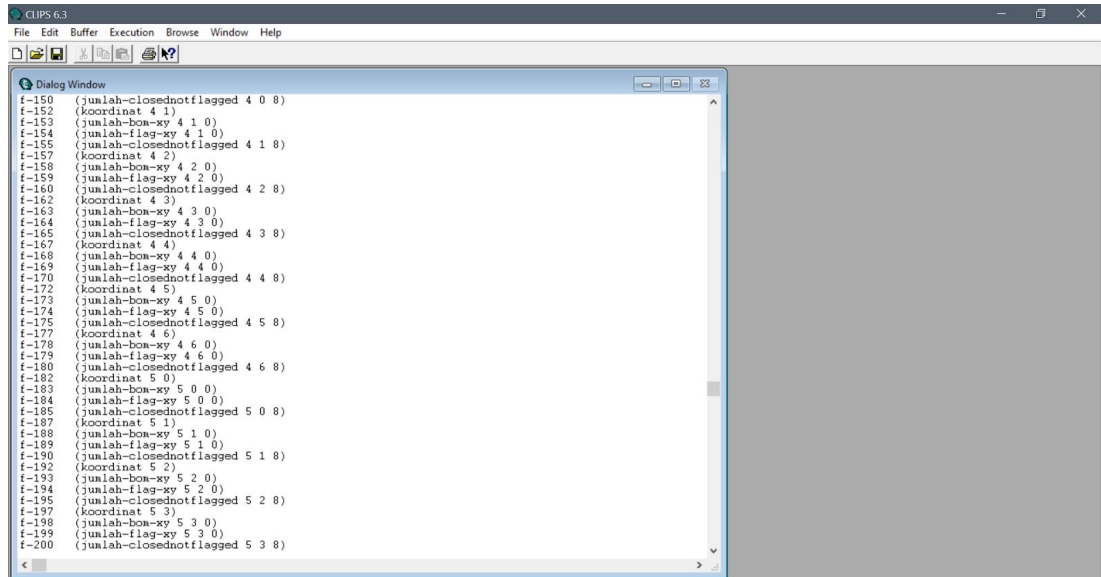 CLIPS 6.3
File Edit Buffer Execution Browse Window Help
Dialog Window
f-150 (jumlah-closednotflagged 4 0 8)
f-152 (koordinat 4 1)
f-153 (jumlah-bom-xy 4 1 0)
f-154 (jumlah-flag-xy 4 1 0)
f-155 (jumlah-closednotflagged 4 1 8)
f-157 (koordinat 4 2)
f-158 (jumlah-bom-xy 4 2 0)
f-159 (jumlah-flag-xy 4 2 0)
f-160 (jumlah-closednotflagged 4 2 8)
f-162 (koordinat 4 3)
f-163 (jumlah-bom-xy 4 3 0)
f-164 (jumlah-flag-xy 4 3 0)
f-165 (jumlah-closednotflagged 4 3 8)
f-167 (koordinat 4 4)
f-168 (jumlah-bom-xy 4 4 0)
f-169 (jumlah-flag-xy 4 4 0)
f-170 (jumlah-closednotflagged 4 4 8)
f-172 (koordinat 4 5)
f-173 (jumlah-bom-xy 4 5 0)
f-174 (jumlah-flag-xy 4 5 0)
f-175 (jumlah-closednotflagged 4 5 8)
f-177 (koordinat 4 6)
f-178 (jumlah-bom-xy 4 6 0)
f-179 (jumlah-flag-xy 4 6 0)
f-180 (jumlah-closednotflagged 4 6 8)
f-182 (koordinat 5 0)
f-183 (jumlah-bom-xy 5 0 0)
f-184 (jumlah-flag-xy 5 0 0)
f-185 (jumlah-closednotflagged 5 0 8)
f-187 (koordinat 5 1)
f-188 (jumlah-bom-xy 5 1 0)
f-189 (jumlah-flag-xy 5 1 0)
f-190 (jumlah-closednotflagged 5 1 8)
f-192 (koordinat 5 2)
f-193 (jumlah-bom-xy 5 2 0)
f-194 (jumlah-flag-xy 5 2 0)
f-195 (jumlah-closednotflagged 5 2 8)
f-197 (koordinat 5 3)
f-198 (jumlah-bom-xy 5 3 0)
f-199 (jumlah-flag-xy 5 3 0)
f-200 (jumlah-closednotflagged 5 3 8)